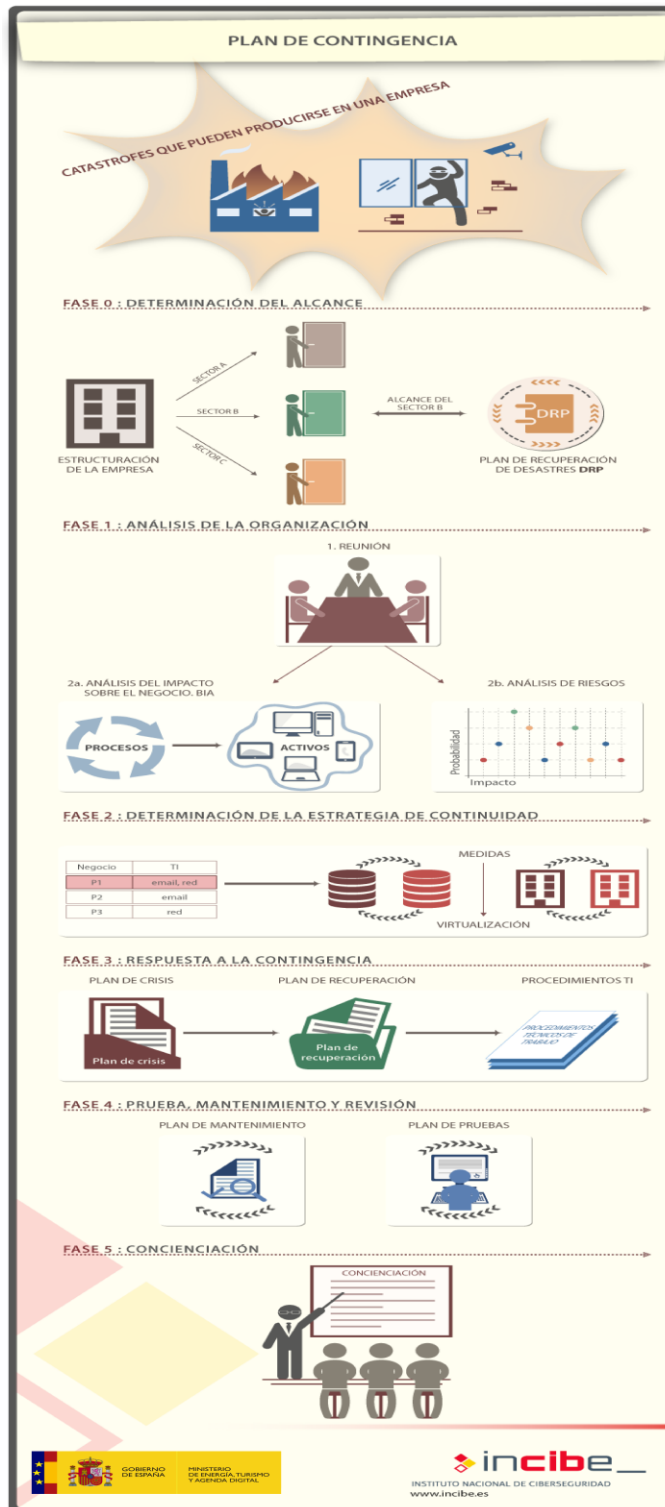 PLAN DE CONTINGENCIA
CATASTROFES QUE PUEDEN PRODUCIRSE EN UNA EMPRESA
FASE 0 : DETERMINACIÓN DEL ALCANCE
SECTOR A
SECTOR B
SECTOR C
ALCANCE DEL
SECTOR B
DRP
ESTRUCTURACIÓN
DE LA EMPRESA
PLAN DE RECUPERACIÓN
DE DESASTRES DRP
FASE 1 : ANÁLISIS DE LA ORGANIZACIÓN
1. REUNIÓN
2a. ANÁLISIS DEL IMPACTO
SOBRE EL NEGOCIO. BIA
2b. ANÁLISIS DE RIESGOS
PROCESOS
ACTIVOS
Probabilidad
Impacto
FASE 2 : DETERMINACIÓN DE LA ESTRATEGIA DE CONTINUIDAD
Negocio TI
P1 email, red
P2 email
P3 red
MEDIDAS
VIRTUALIZACIÓN
FASE 3 : RESPUESTA A LA CONTINGENCIA
PLAN DE CRISIS
PLAN DE RECUPERACIÓN
PROCEDIMIENTOS TI
Plan de crisis
Plan de
recuperación
PROCEDIMIENTOS
TÉCNICOS DE
TRABAJO
FASE 4 : PRUEBA, MANTENIMIENTO Y REVISIÓN
PLAN DE MANTENIMIENTO
PLAN DE PRUEBAS
FASE 5 : CONCIENCIACIÓN
CONCIENCIACIÓN
GOBIERNO
DE ESPAÑA
MINISTERIO
DE ENERGÍA, TURISMO
Y AGENDA DIGITAL
incibe_
INSTITUTO NACIONAL DE CIBERSEGURIDAD
www.incibe.es